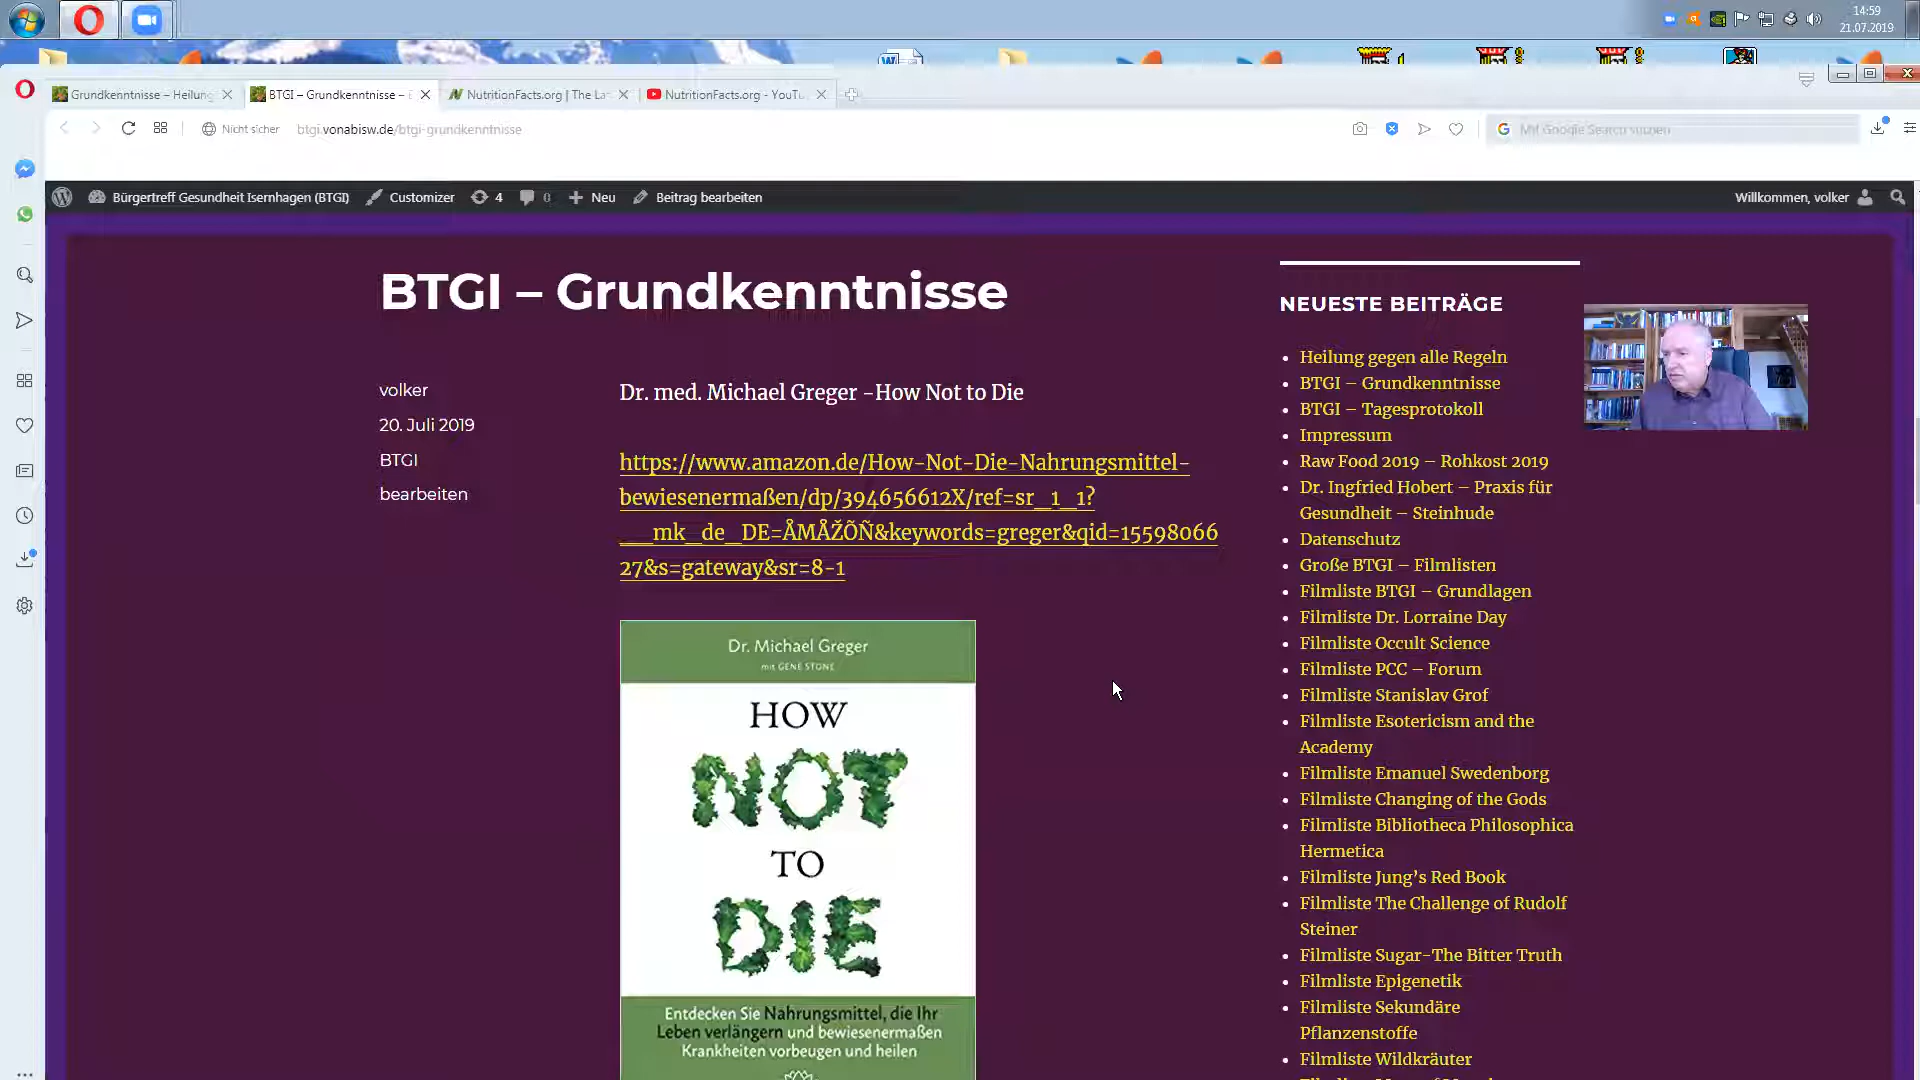 14:59
21.07.2019
Grundkenntnisse – Heilung
BTGI – Grundkenntnisse –
NutritionFacts.org | The La
NutritionFacts.org - YouTu
Nicht sicher
btgi.vonabisw.de/btgi-grundkenntnisse
Mit Google Search suchen
Bürgertreff Gesundheit Isernhagen (BTGI)
Customizer
4
0
Neu
Beitrag bearbeiten
Willkommen, volker
BTGI – Grundkenntnisse
volker
20. Juli 2019
BTGI
bearbeiten
Dr. med. Michael Greger –How Not to Die
https://www.amazon.de/How-Not-Die-Nahrungsmittel-
bewiesenermaßen/dp/394656612X/ref=sr_1_1?
__mk_de_DE=ÅMÅŽÕÑ&keywords=greger&qid=15598066
27&s=gateway&sr=8-1
Dr. Michael Greger
mit GENE STONE
HOW
NOT
TO
DIE
Entdecken Sie Nahrungsmittel, die Ihr
Leben verlängern und bewiesenermaßen
Krankheiten vorbeugen und heilen
NEUESTE BEITRÄGE
Heilung gegen alle Regeln
BTGI – Grundkenntnisse
BTGI – Tagesprotokoll
Impressum
Raw Food 2019 – Rohkost 2019
Dr. Ingfried Hobert – Praxis für
Gesundheit – Steinhude
Datenschutz
Große BTGI – Filmlisten
Filmliste BTGI – Grundlagen
Filmliste Dr. Lorraine Day
Filmliste Occult Science
Filmliste PCC – Forum
Filmliste Stanislav Grof
Filmliste Esotericism and the
Academy
Filmliste Emanuel Swedenborg
Filmliste Changing of the Gods
Filmliste Bibliotheca Philosophica
Hermetica
Filmliste Jung's Red Book
Filmliste The Challenge of Rudolf
Steiner
Filmliste Sugar-The Bitter Truth
Filmliste Epigenetik
Filmliste Sekundäre
Pflanzenstoffe
Filmliste Wildkräuter